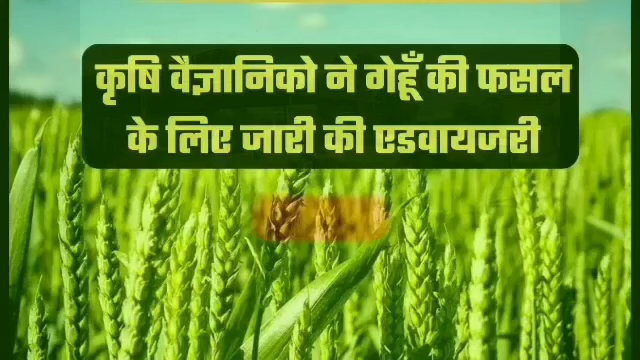 कृषि वैज्ञानिको ने गेहूँ की फसल
के लिए जारी की एडवायजरी